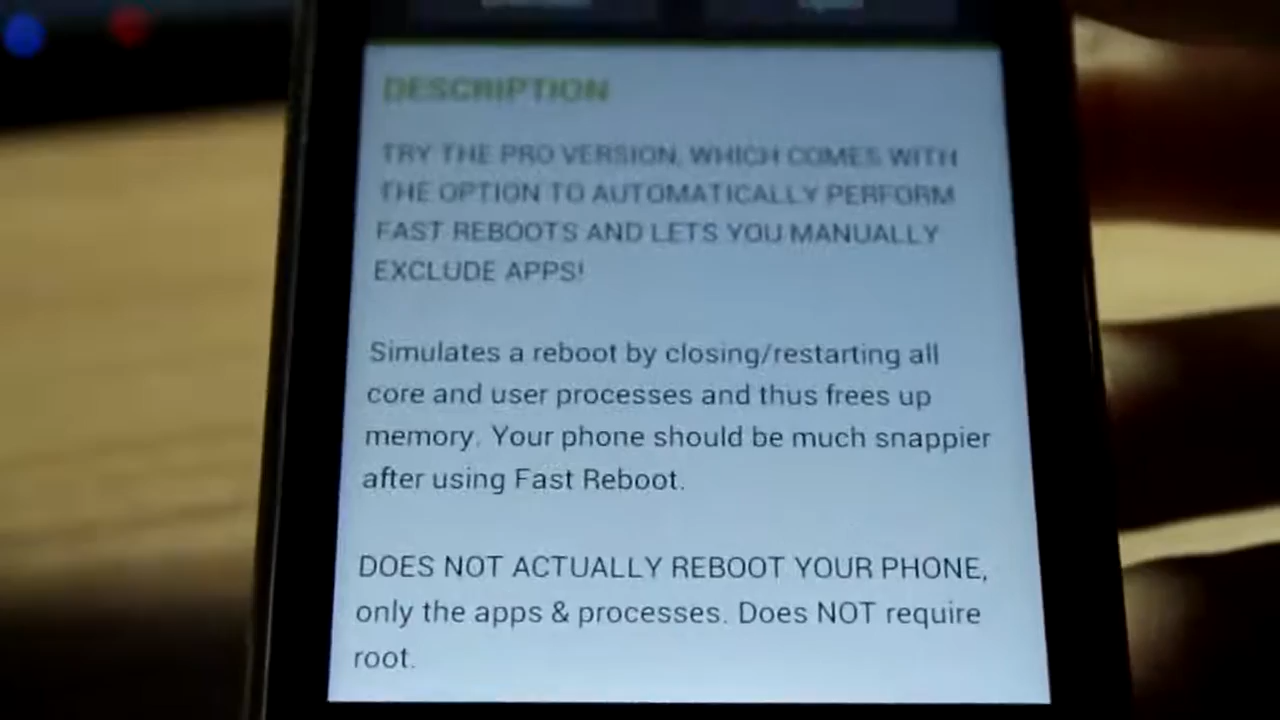 DESCRIPTION
TRY THE PRO VERSION, WHICH COMES WITH
THE OPTION TO AUTOMATICALLY PERFORM
FAST REBOOTS AND LETS YOU MANUALLY
EXCLUDE APPS!
Simulates a reboot by closing/restarting all
core and user processes and thus frees up
memory. Your phone should be much snappier
after using Fast Reboot.
DOES NOT ACTUALLY REBOOT YOUR PHONE,
only the apps & processes. Does NOT require
root.